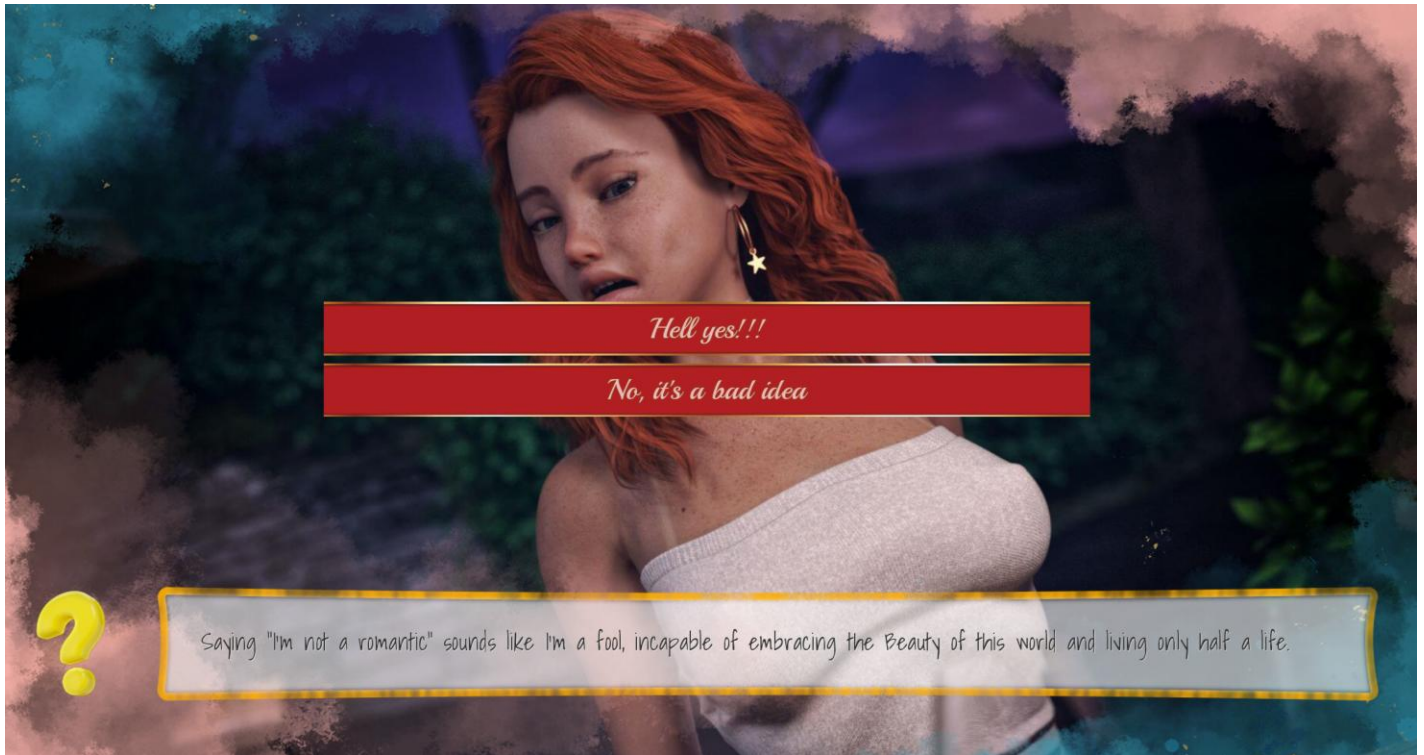 Hell yes!!!
No, it's a bad idea
?
Saying "I'm not a romantic" sounds like I'm a fool, incapable of embracing the Beauty of this world and living only half a life.